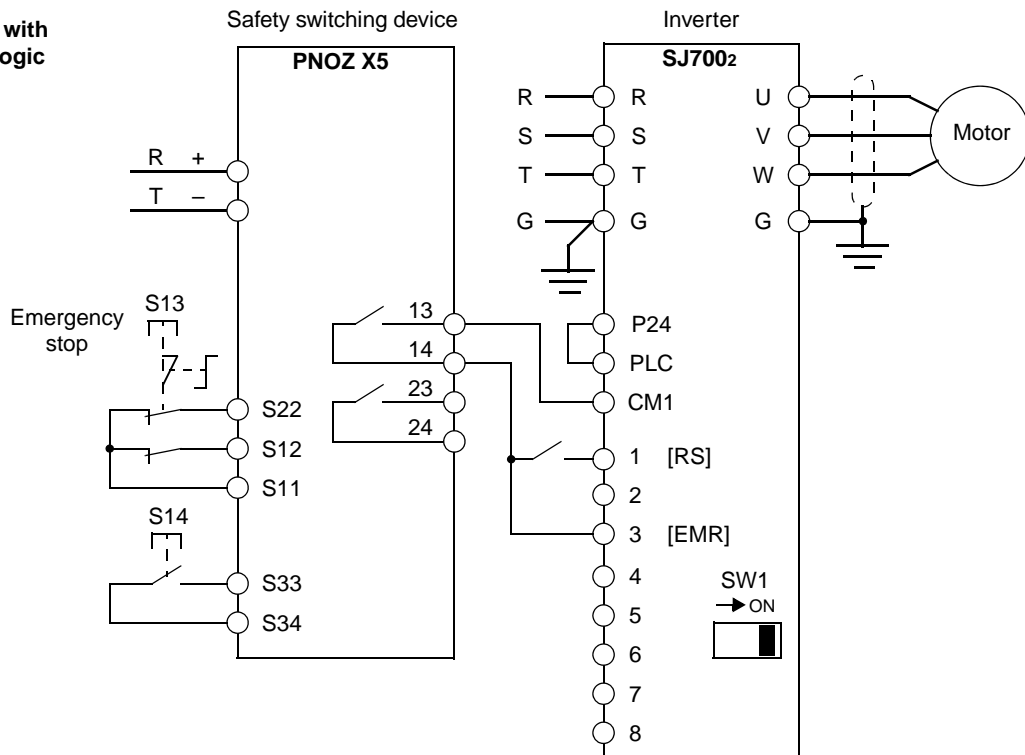 with
ogic
Safety switching device
PNOZ X5
R +
T –
Emergency
stop
S13
S22
S12
S11
S14
S33
S34
13
14
23
24
Inverter
SJ7002
R R
S S
T T
G G
U
V
W
G
Motor
P24
PLC
CM1
1 [RS]
2
3 [EMR]
4
5
6
7
8
SW1
ON